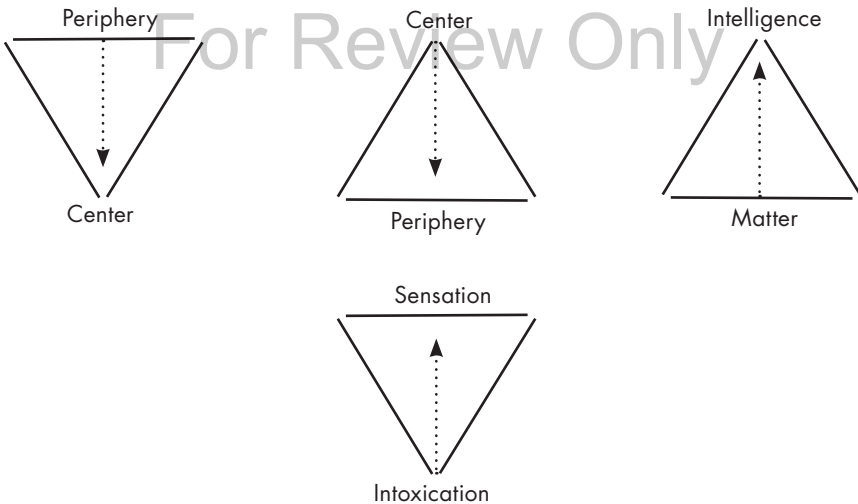 For Review Only
Periphery
Center
Center
Periphery
Intelligence
Matter
Sensation
Intoxication